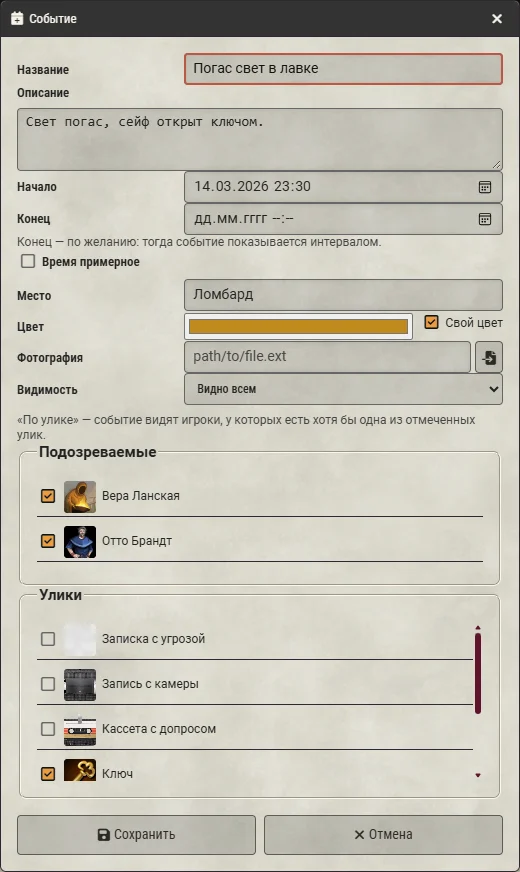 Событие
Название
Погас свет в лавке
Описание
Свет погас, сейф открыт ключом.
Начало
14.03.2026 23:30
Конец
дд.мм.гггг --:--
Конец — по желанию: тогда событие показывается интервалом.
Время примерное
Место
Ломбард
Цвет
Свой цвет
Фотография
path/to/file.ext
Видимость
Видно всем
«По улике» — событие видят игроки, у которых есть хотя бы одна из отмеченных
улик.
Подозреваемые
Вера Ланская
Отто Брандт
Улики
Записка с угрозой
Запись с камеры
Кассета с допросом
Ключ
Сохранить
Отмена